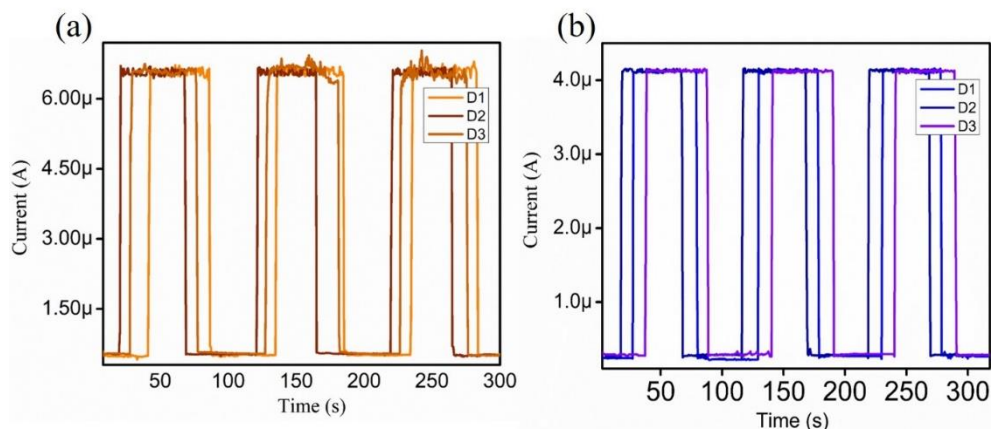 (a)
6.00μ
4.50μ
3.00μ
1.50μ
Current (A)
D1
D2
D3
50 100 150 200 250 300
Time (s)
(b)
4.0μ
3.0μ
2.0μ
1.0μ
Current (A)
D1
D2
D3
50 100 150 200 250 300
Time (s)